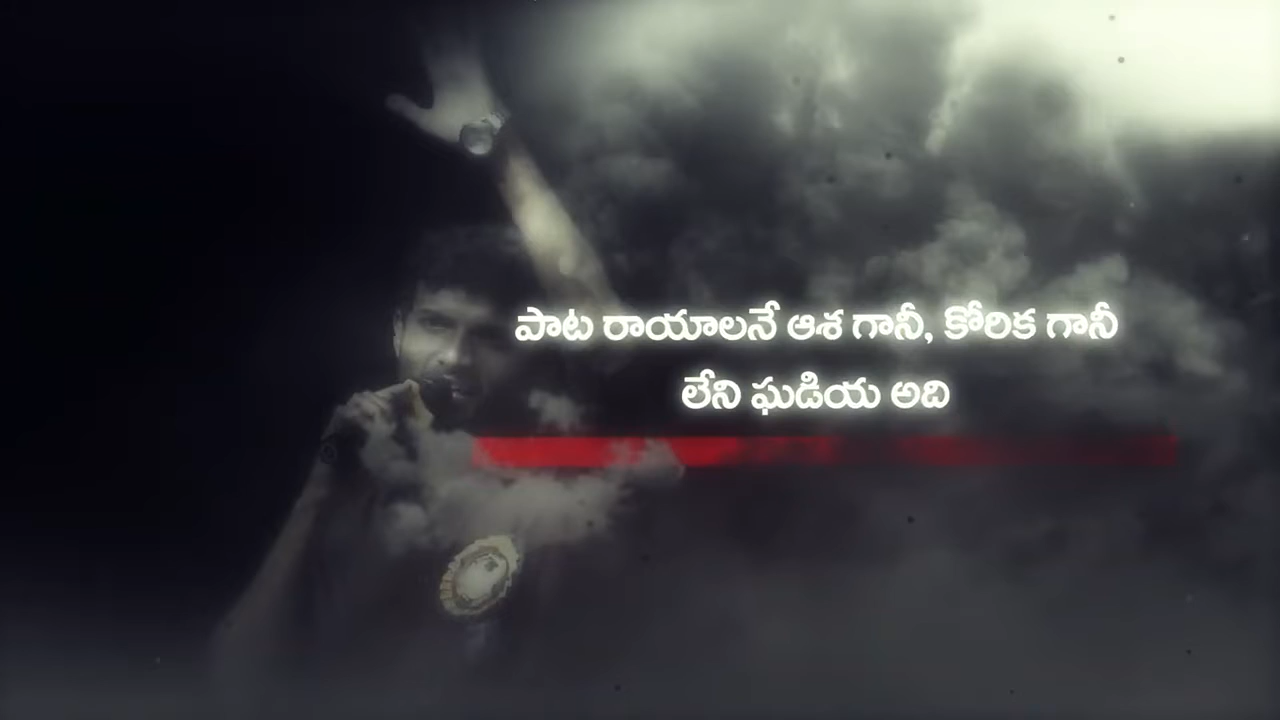 పాట రాయాలనే ఆశ గానీ, కోరిక గానీ
లేని ఘడియ అది